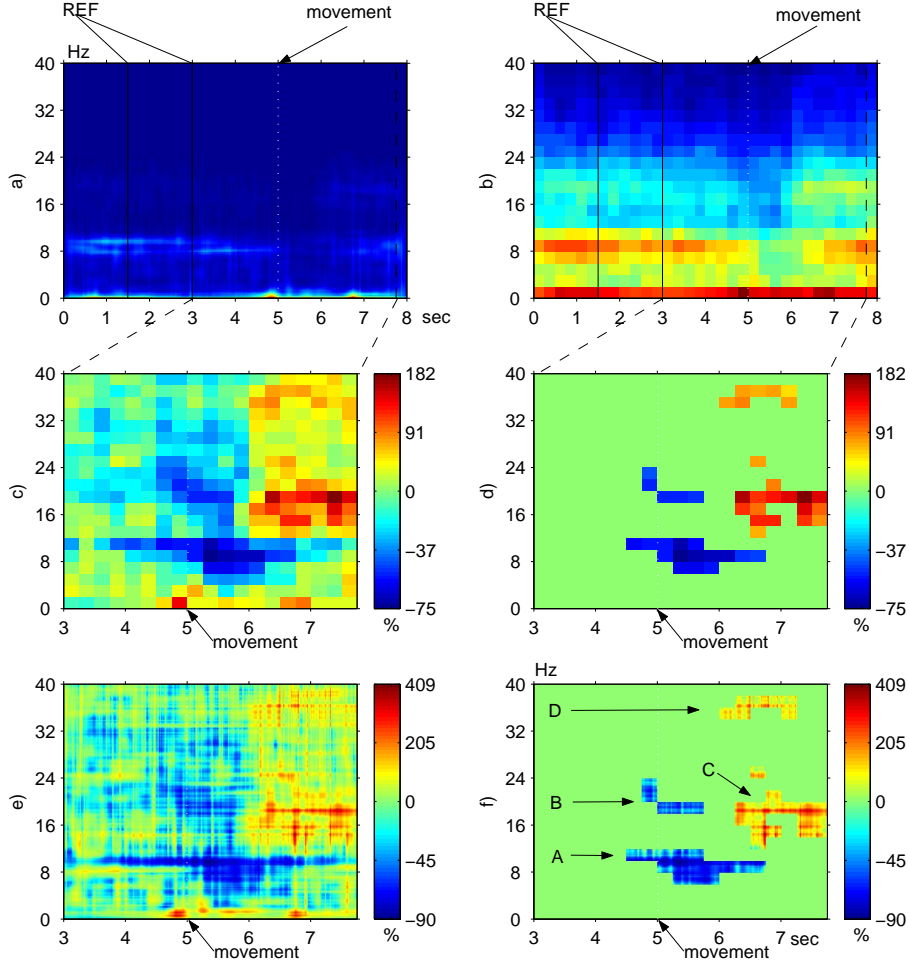 REF
movement
REF
movement
Hz
40
32
24
16
8
0
a)
0 1 2 3 4 5 6 7 8 sec
40
32
24
16
8
0
b)
0 1 2 3 4 5 6 7 8
40
32
24
16
8
0
c)
3 4 5 6 7
movement
182
91
0
−37
−75
%
40
32
24
16
8
0
d)
3 4 5 6 7
movement
182
91
0
−37
−75
%
40
32
24
16
8
0
e)
3 4 5 6 7
movement
409
205
0
−45
−90
%
Hz
40
32
24
16
8
0
f)
D
C
B
A
3 4 5 6 7 sec
movement
409
205
0
−45
−90
%